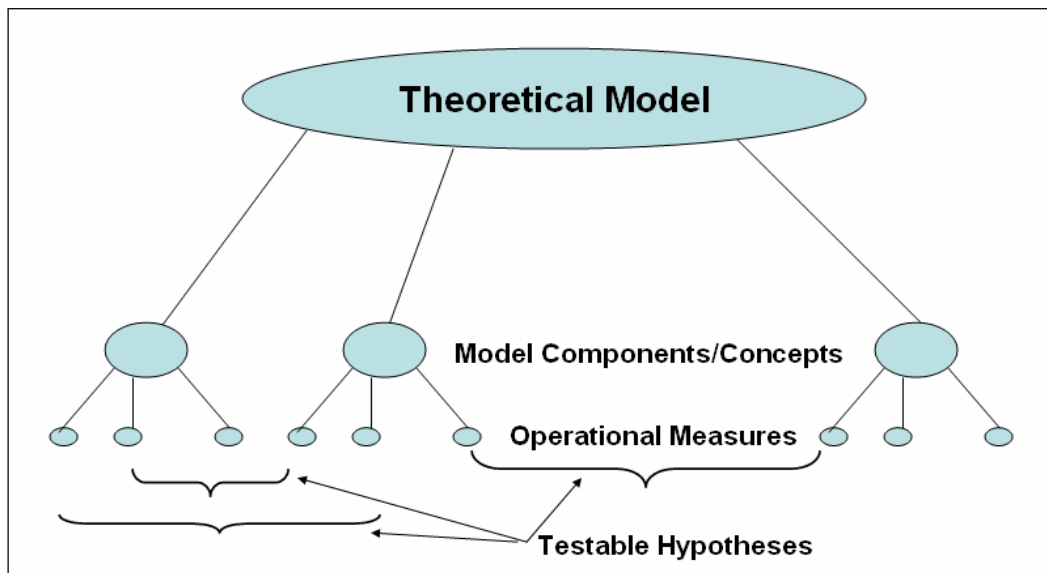 Theoretical Model
Model Components/Concepts
Operational Measures
Testable Hypotheses